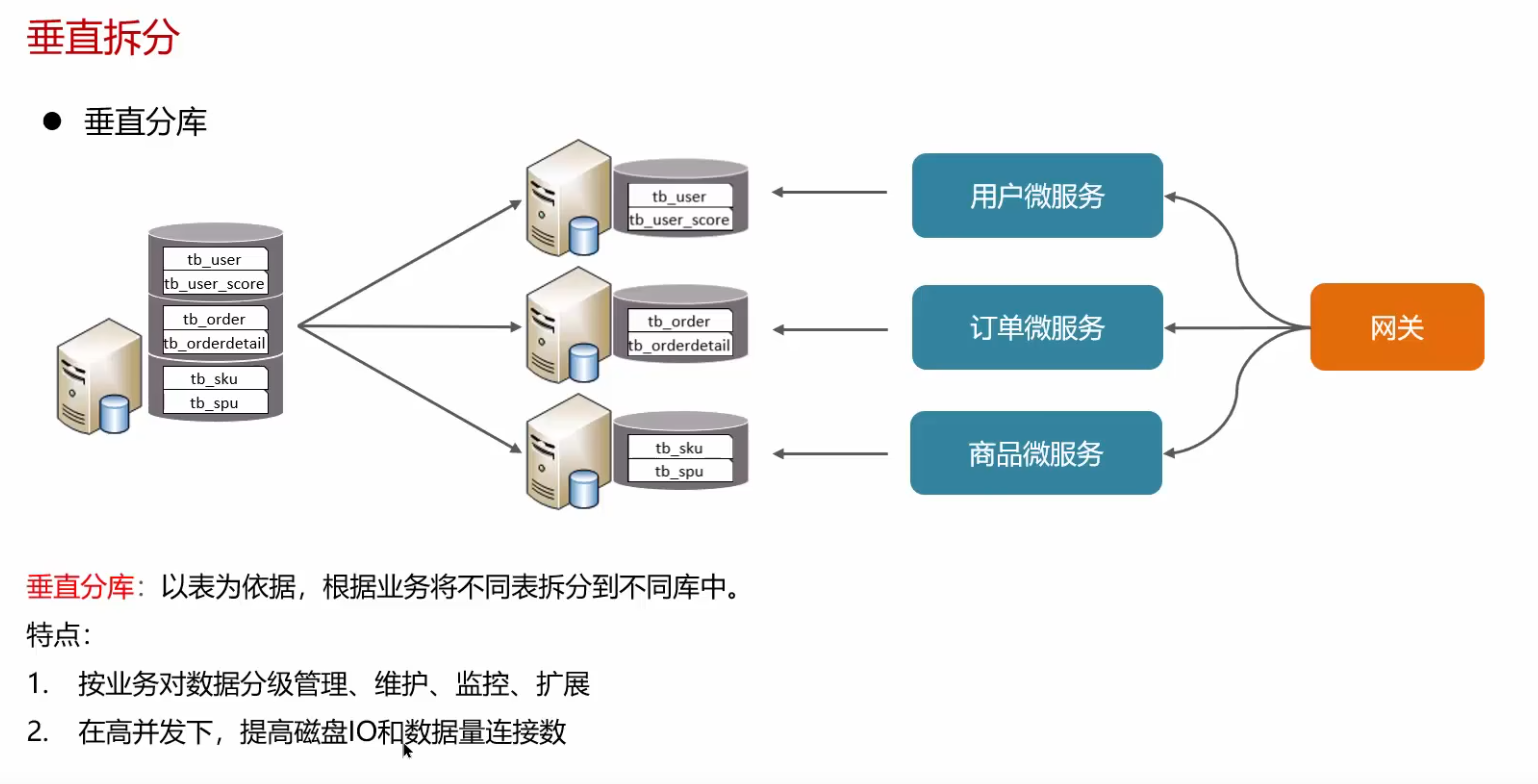 垂直拆分
● 垂直分库
tb_user
tb_user_score
tb_order
tb_orderdetail
tb_sku
tb_spu
tb_user
tb_user_score
tb_order
tb_orderdetail
tb_sku
tb_spu
用户微服务
订单微服务
商品微服务
网关
垂直分库：以表为依据，根据业务将不同表拆分到不同库中。
特点：
1. 按业务对数据分级管理、维护、监控、扩展
2. 在高并发下，提高磁盘IO和数据量连接数